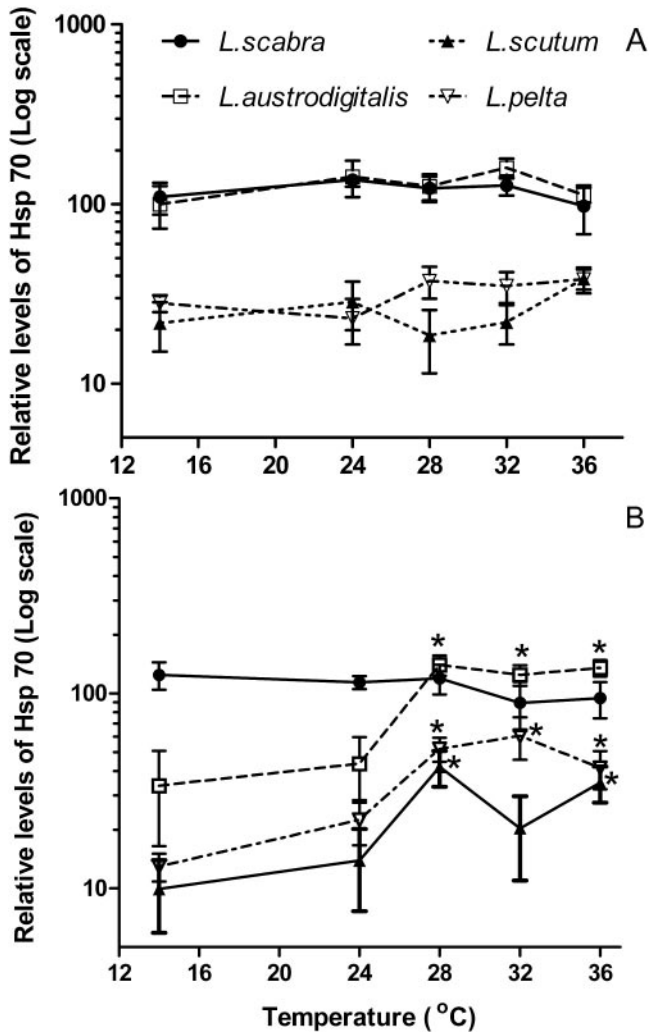 1000
L.scabra L.scutum A
L.austrodigitalis L.pelta
100
10
Relative levels of Hsp 70 (Log scale)
12 16 20 24 28 32 36
1000
B
* * *
100
* * *
* *
10
Relative levels of Hsp 70 (Log scale)
12 16 20 24 28 32 36
Temperature (°C)